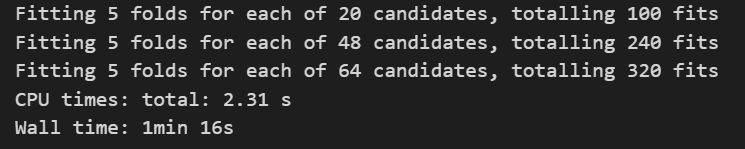 Fitting 5 folds for each of 20 candidates, totalling 100 fits
Fitting 5 folds for each of 48 candidates, totalling 240 fits
Fitting 5 folds for each of 64 candidates, totalling 320 fits
CPU times: total: 2.31 s
Wall time: 1min 16s